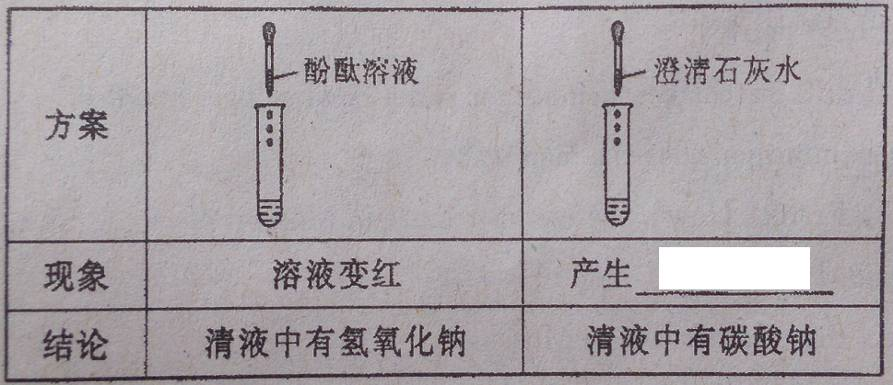 方案
酚酞溶液
澄清石灰水
现象
溶液变红
产生
结论
清液中有氢氧化钠
清液中有碳酸钠